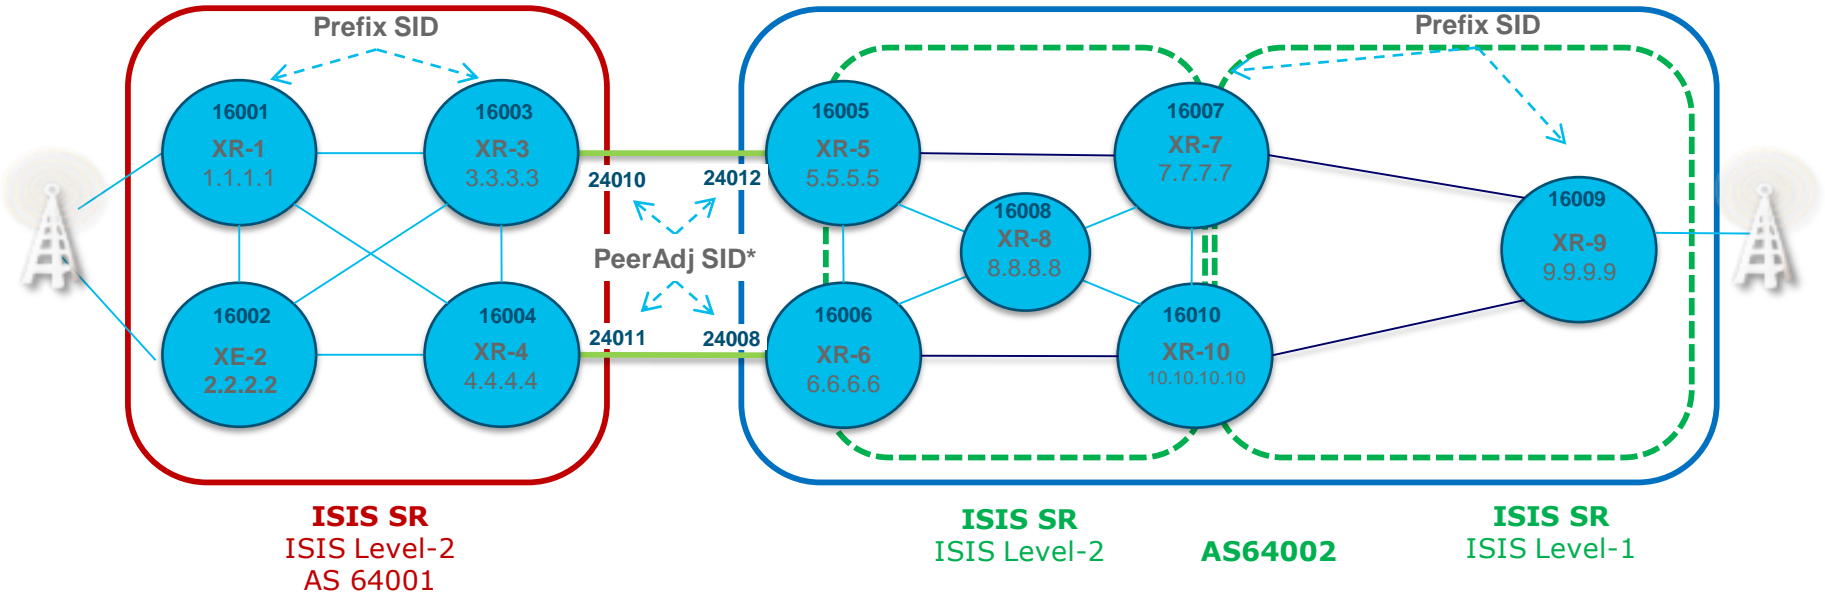 Prefix SID
Prefix SID
16001
XR-1
1.1.1.1
16003
XR-3
3.3.3.3
24010
24012
16005
XR-5
5.5.5.5
16007
XR-7
7.7.7.7
16008
XR-8
8.8.8.8
16009
XR-9
9.9.9.9
PeerAdj SID*
16002
XE-2
2.2.2.2
16004
XR-4
4.4.4.4
24011
24008
16006
XR-6
6.6.6.6
16010
XR-10
10.10.10.10
ISIS SR
ISIS Level-2
AS 64001
ISIS SR
ISIS Level-2
AS64002
ISIS SR
ISIS Level-1